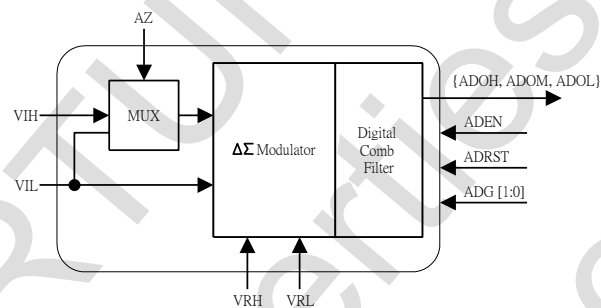 AZ
{ADOH, ADOM, ADOL}
VIH
MUX
ADEN
ΔΣ Modulator
Digital
Comb
Filter
ADRST
VIL
ADG [1:0]
VRH
VRL